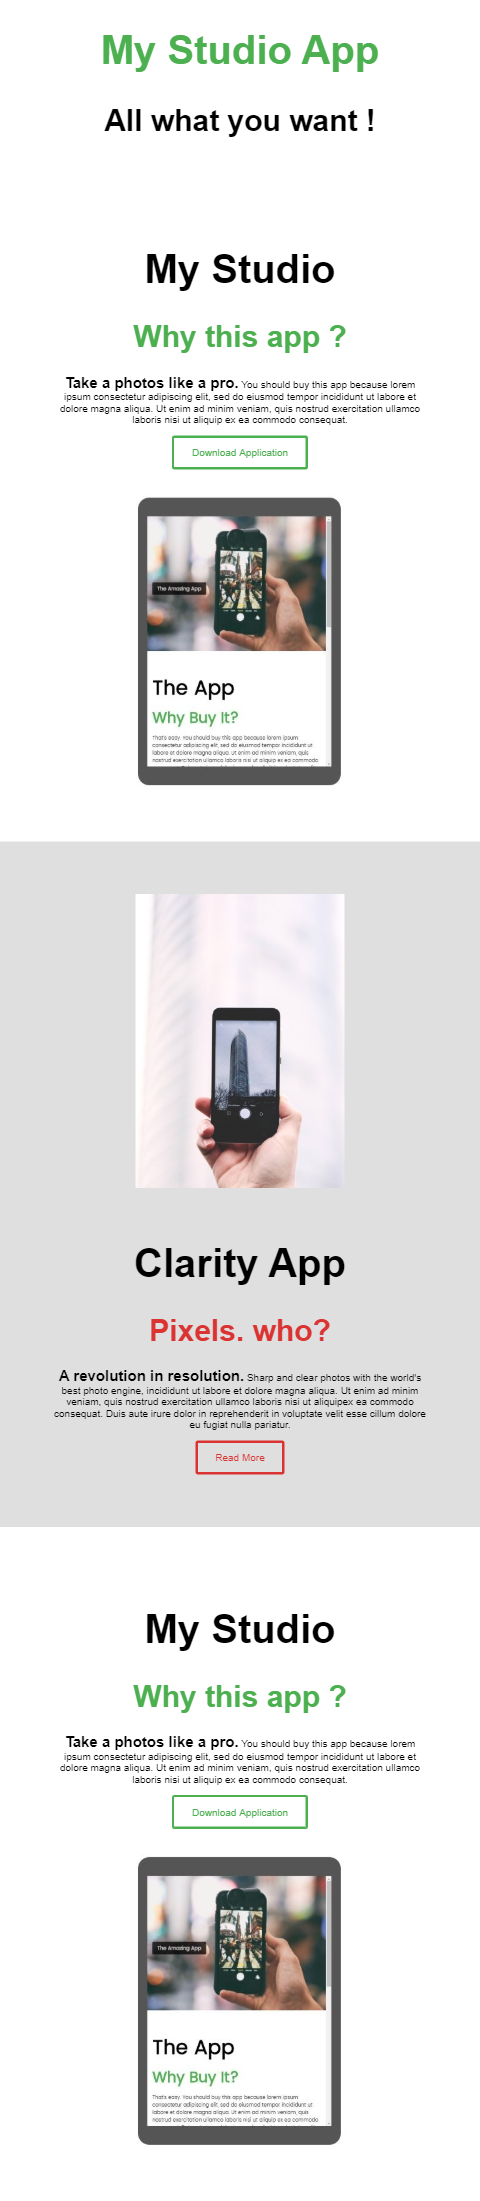 My Studio App
All what you want !
My Studio
Why this app ?
Take a photos like a pro. You should buy this app because lorem
ipsum consectetur adipiscing elit, sed do eiusmod tempor incididunt ut labore et
dolore magna aliqua. Ut enim ad minim veniam, quis nostrud exercitation ullamco
laboris nisi ut aliquip ex ea commodo consequat.
Download Application
The Amazing App
The App
Why Buy It?
That's easy. You should buy this app because lorem ipsum
consectetur adipiscing elit, sed do eiusmod tempor incididunt ut
labore et dolore magna aliqua. Ut enim ad minim veniam, quis
nostrud exercitation ullamco laboris nisi ut aliquip ex ea commodo
Clarity App
Pixels. who?
A revolution in resolution. Sharp and clear photos with the world's
best photo engine, incididunt ut labore et dolore magna aliqua. Ut enim ad minim
veniam, quis nostrud exercitation ullamco laboris nisi ut aliquipex ea commodo
consequat. Duis aute irure dolor in reprehenderit in voluptate velit esse cillum dolore
eu fugiat nulla pariatur.
Read More
My Studio
Why this app ?
Take a photos like a pro. You should buy this app because lorem
ipsum consectetur adipiscing elit, sed do eiusmod tempor incididunt ut labore et
dolore magna aliqua. Ut enim ad minim veniam, quis nostrud exercitation ullamco
laboris nisi ut aliquip ex ea commodo consequat.
Download Application
The Amazing App
The App
Why Buy It?
That's easy. You should buy this app because lorem ipsum
consectetur adipiscing elit, sed do eiusmod tempor incididunt ut
labore et dolore magna aliqua. Ut enim ad minim veniam, quis
nostrud exercitation ullamco laboris nisi ut aliquip ex ea commodo